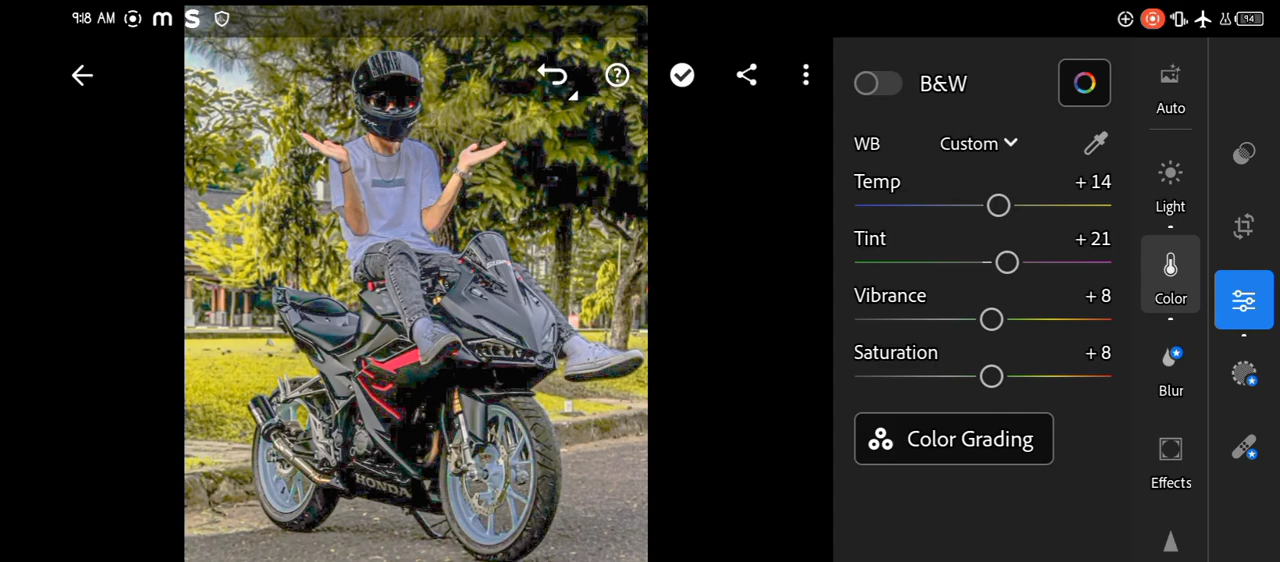 9:18 AM
94
B&W
WB Custom
Temp + 14
Tint + 21
Vibrance + 8
Saturation + 8
Color Grading
Auto
Light
Color
Blur
Effects
HONDA